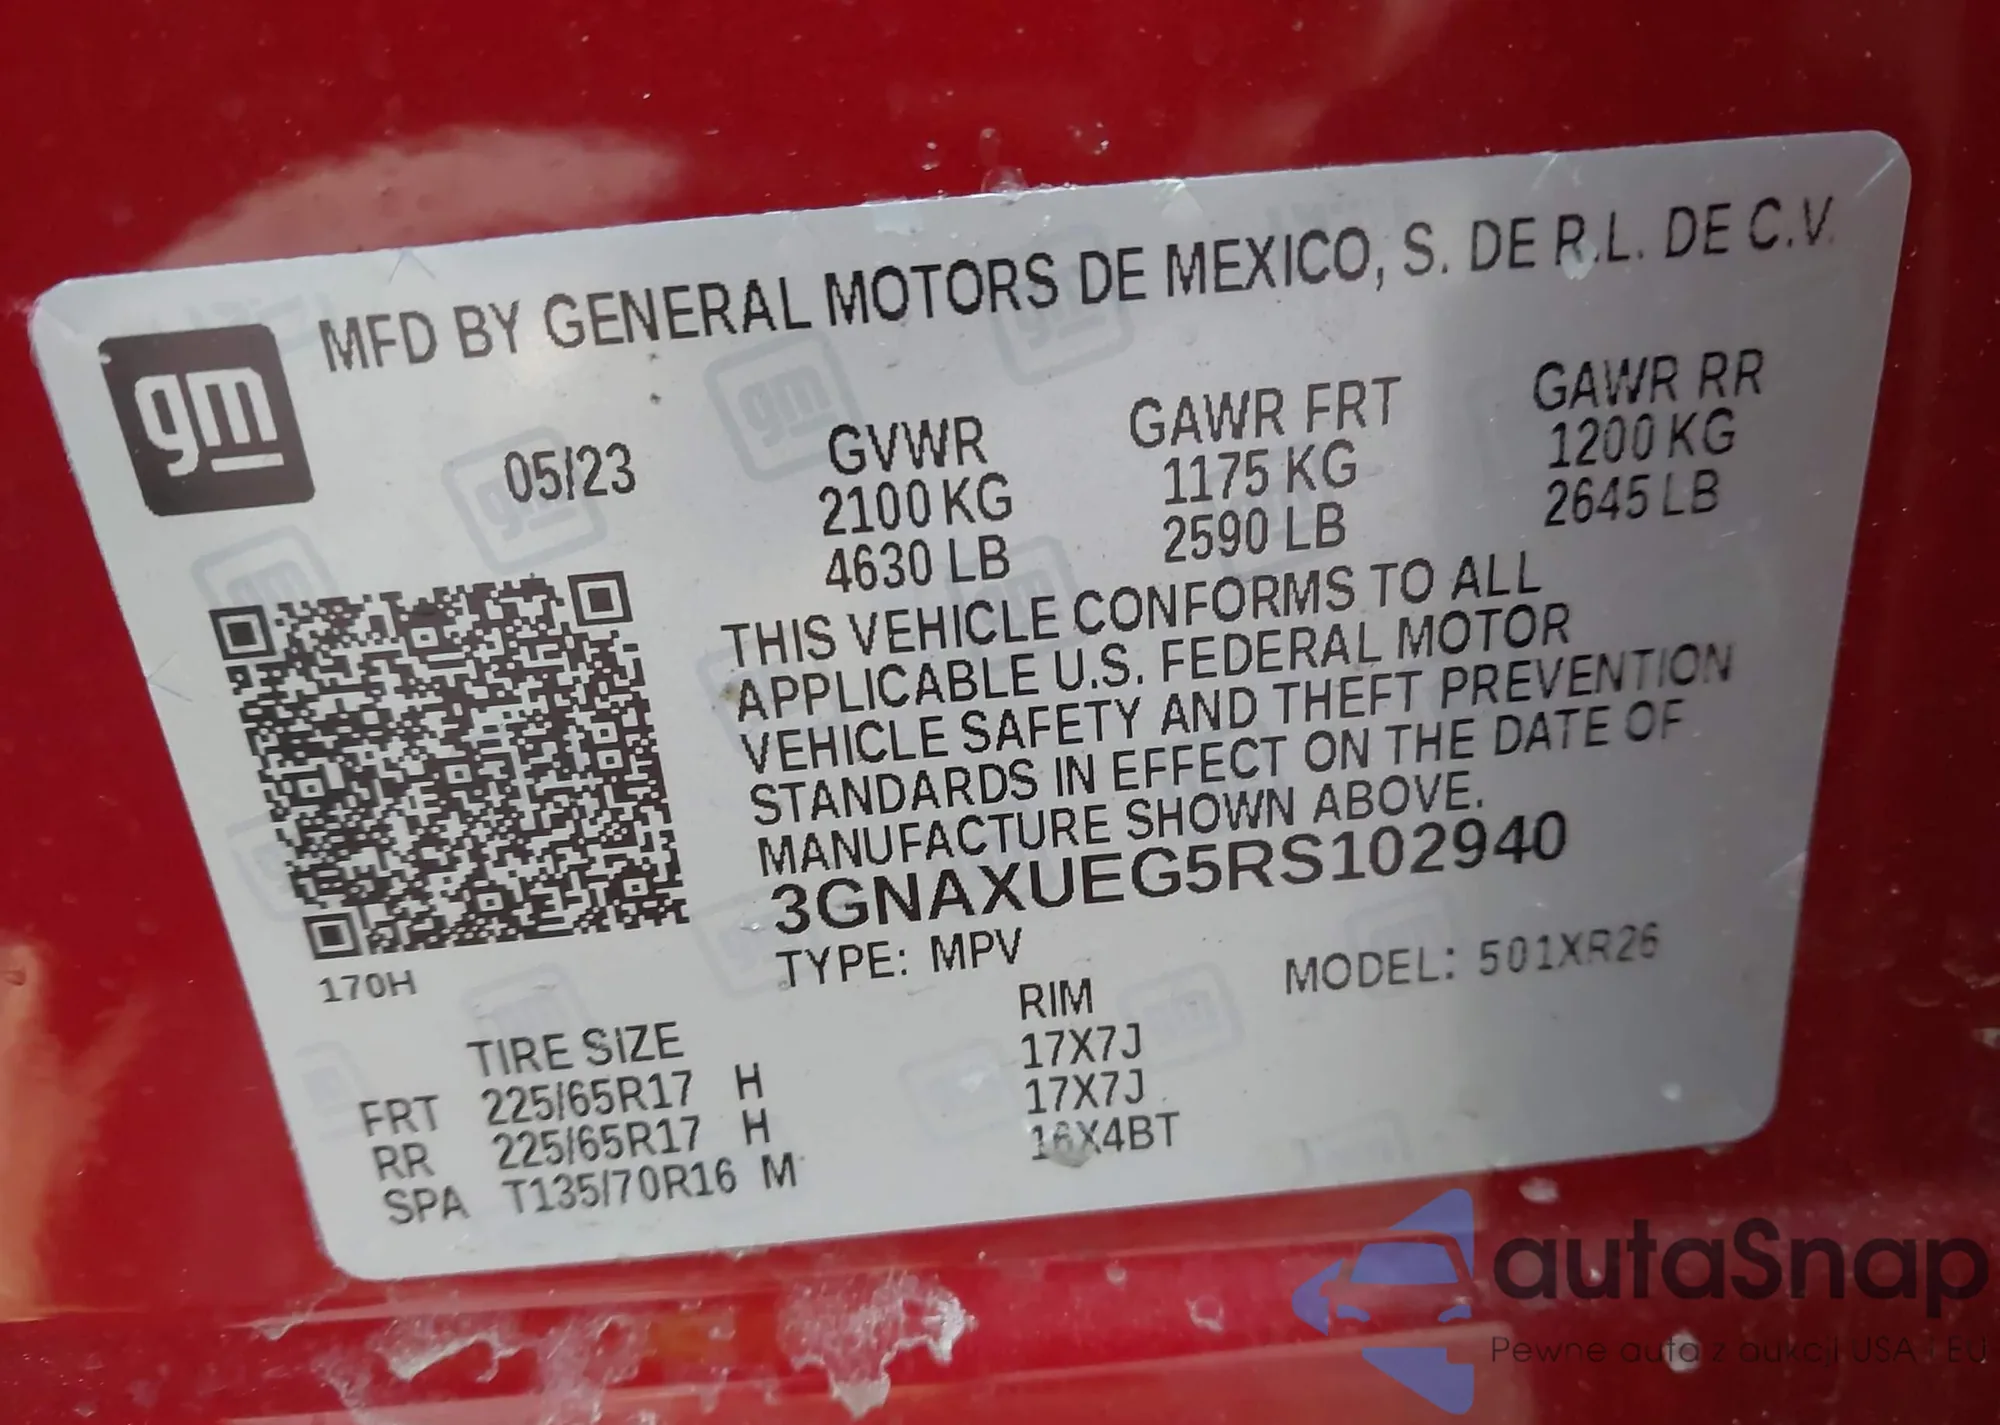 gm
MFD BY GENERAL MOTORS DE MEXICO, S. DE R.L. DE C.V.
05/23
GVWR
2100 KG
4630 LB
GAWR FRT
1175 KG
2590 LB
GAWR RR
1200 KG
2645 LB
THIS VEHICLE CONFORMS TO ALL
APPLICABLE U.S. FEDERAL MOTOR
VEHICLE SAFETY AND THEFT PREVENTION
STANDARDS IN EFFECT ON THE DATE OF
MANUFACTURE SHOWN ABOVE.
3GNAXUEG5RS102940
TYPE: MPV
MODEL: 501XR26
170H
TIRE SIZE RIM
FRT 225/65R17 H 17X7J
RR 225/65R17 H 17X7J
SPA T135/70R16 M 16X4BT
autaSnap
Pewne auta z aukcji USA i EU